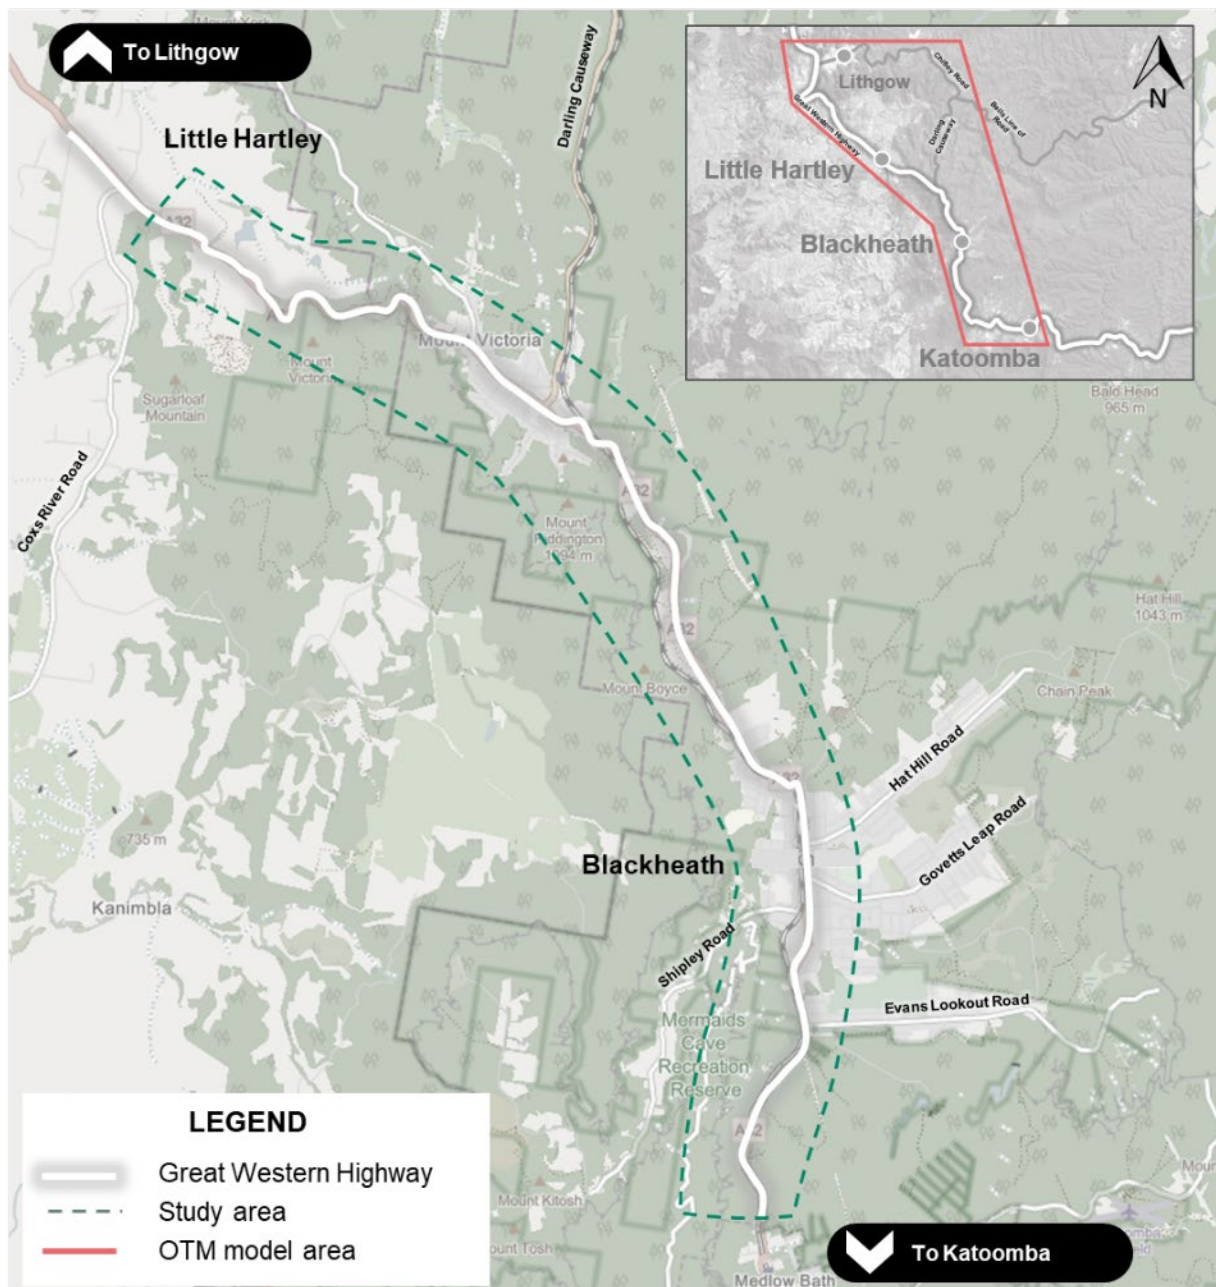 To Lithgow
Darling Causeway
Little Hartley
A32
Mount Victoria
Mount
Victoria
Sugarloaf
Mountain
Coxs River Road
A32
Mount
Piddington
1094 m
A32
Mount Boyce
A32
735 m
Kanimbla
Blackheath
Hat Hill Road
Govetts Leap Road
Shipley Road
Evans Lookout Road
Mermaids
Cave
Recreation
Reserve
A32
Mount Kitosh
Medlow Bath
Bald Head
965 m
Hat Hill
1043 m
Chain Peak
Lithgow
Chifley Road
Great Western Highway
Darling
Causeway
Bells Line of
Road
Little Hartley
Blackheath
Katoomba
N
LEGEND
Great Western Highway
Study area
OTM model area
To Katoomba